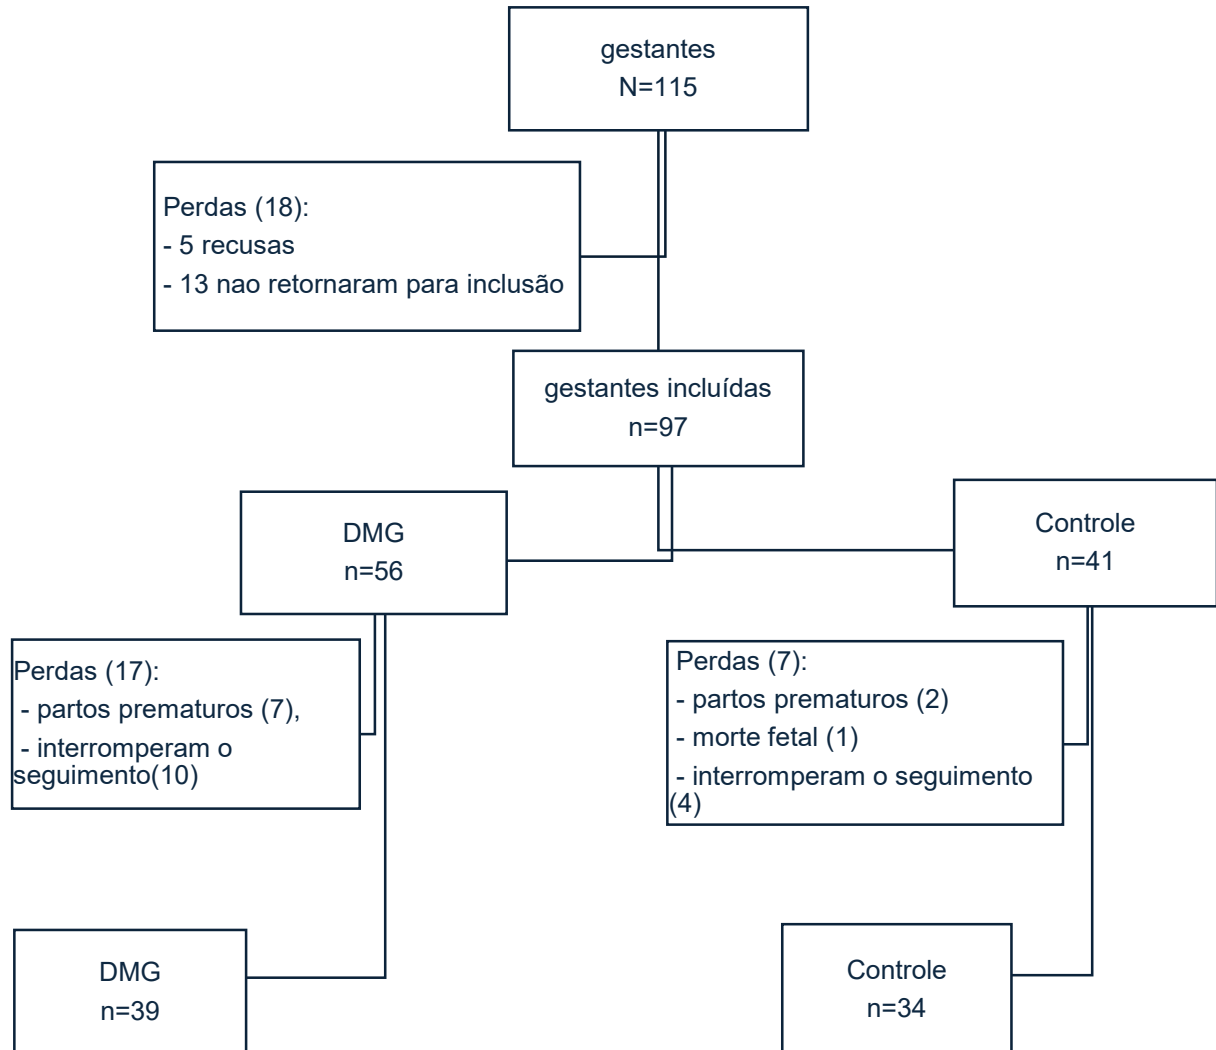 gestantes
N=115
Perdas (18):
- 5 recusas
- 13 nao retornaram para inclusão
gestantes incluídas
n=97
DMG
n=56
Controle
n=41
Perdas (17):
- partos prematuros (7),
- interromperam o
seguimento(10)
Perdas (7):
- partos prematuros (2)
- morte fetal (1)
- interromperam o seguimento
(4)
DMG
n=39
Controle
n=34